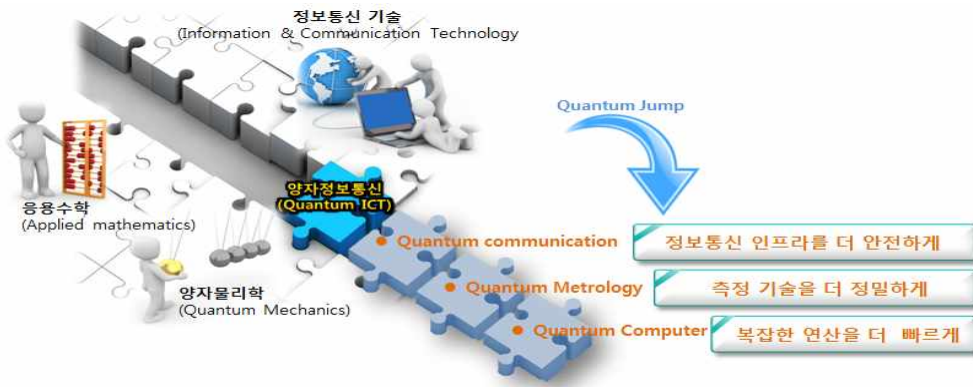 정보통신 기술
(Information & Communication Technology
Quantum Jump
응용수학
(Applied mathematics)
양자정보통신
(Quantum ICT)
양자물리학
(Quantum Mechanics)
• Quantum communication
정보통신 인프라를 더 안전하게
• Quantum Metrology
측정 기술을 더 정밀하게
• Quantum Computer
복잡한 연산을 더 빠르게